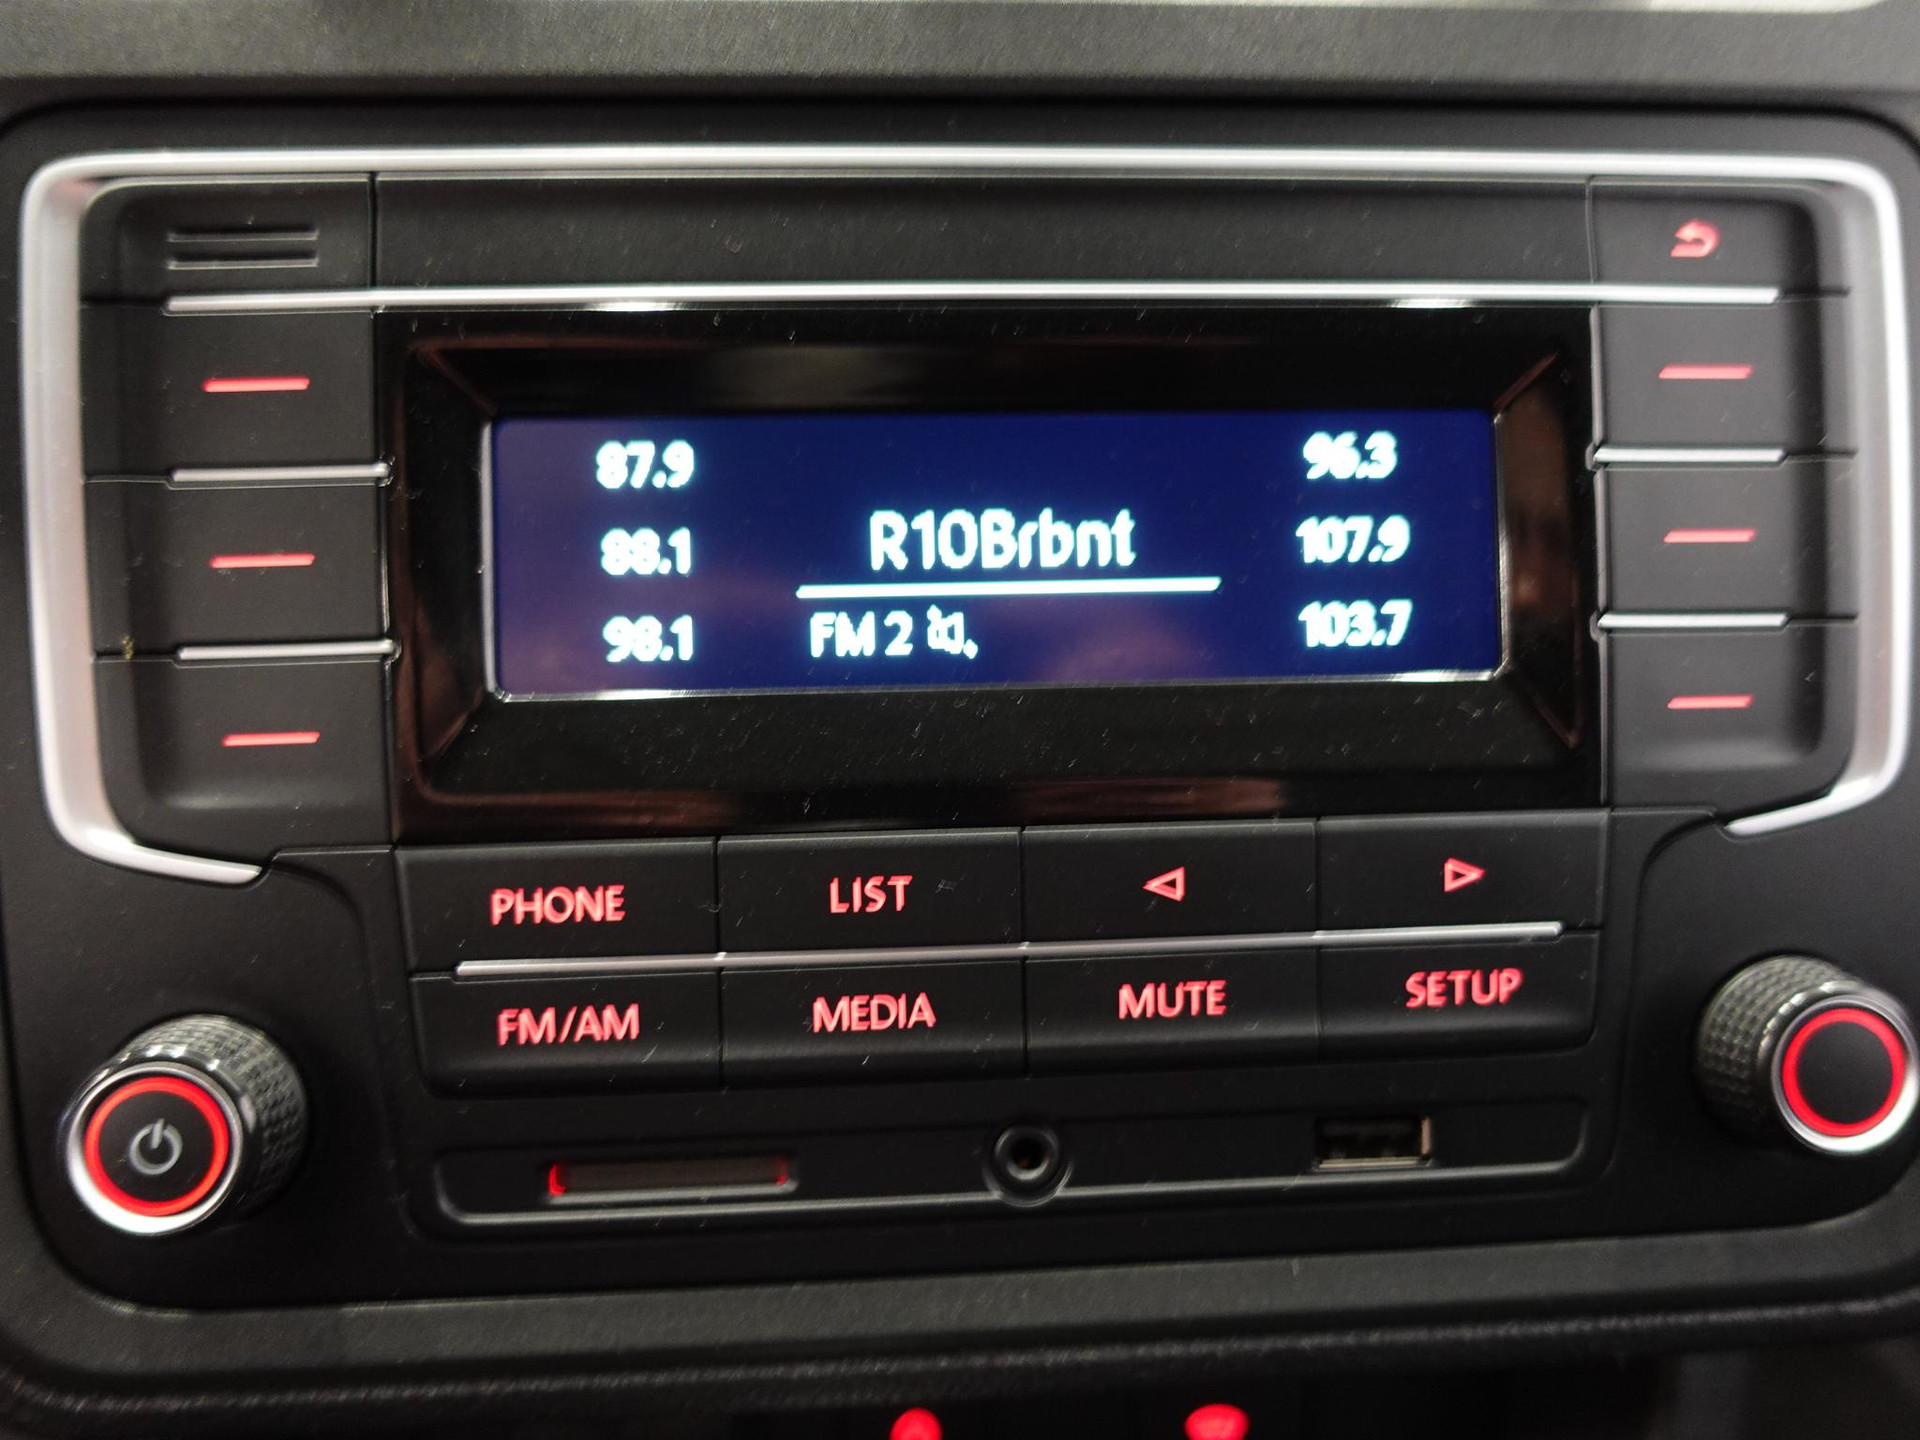 87.9 96.3
R10Brbnt
88.1 107.9
98.1 FM 2 103.7
PHONE LIST
FM/AM MEDIA MUTE SETUP